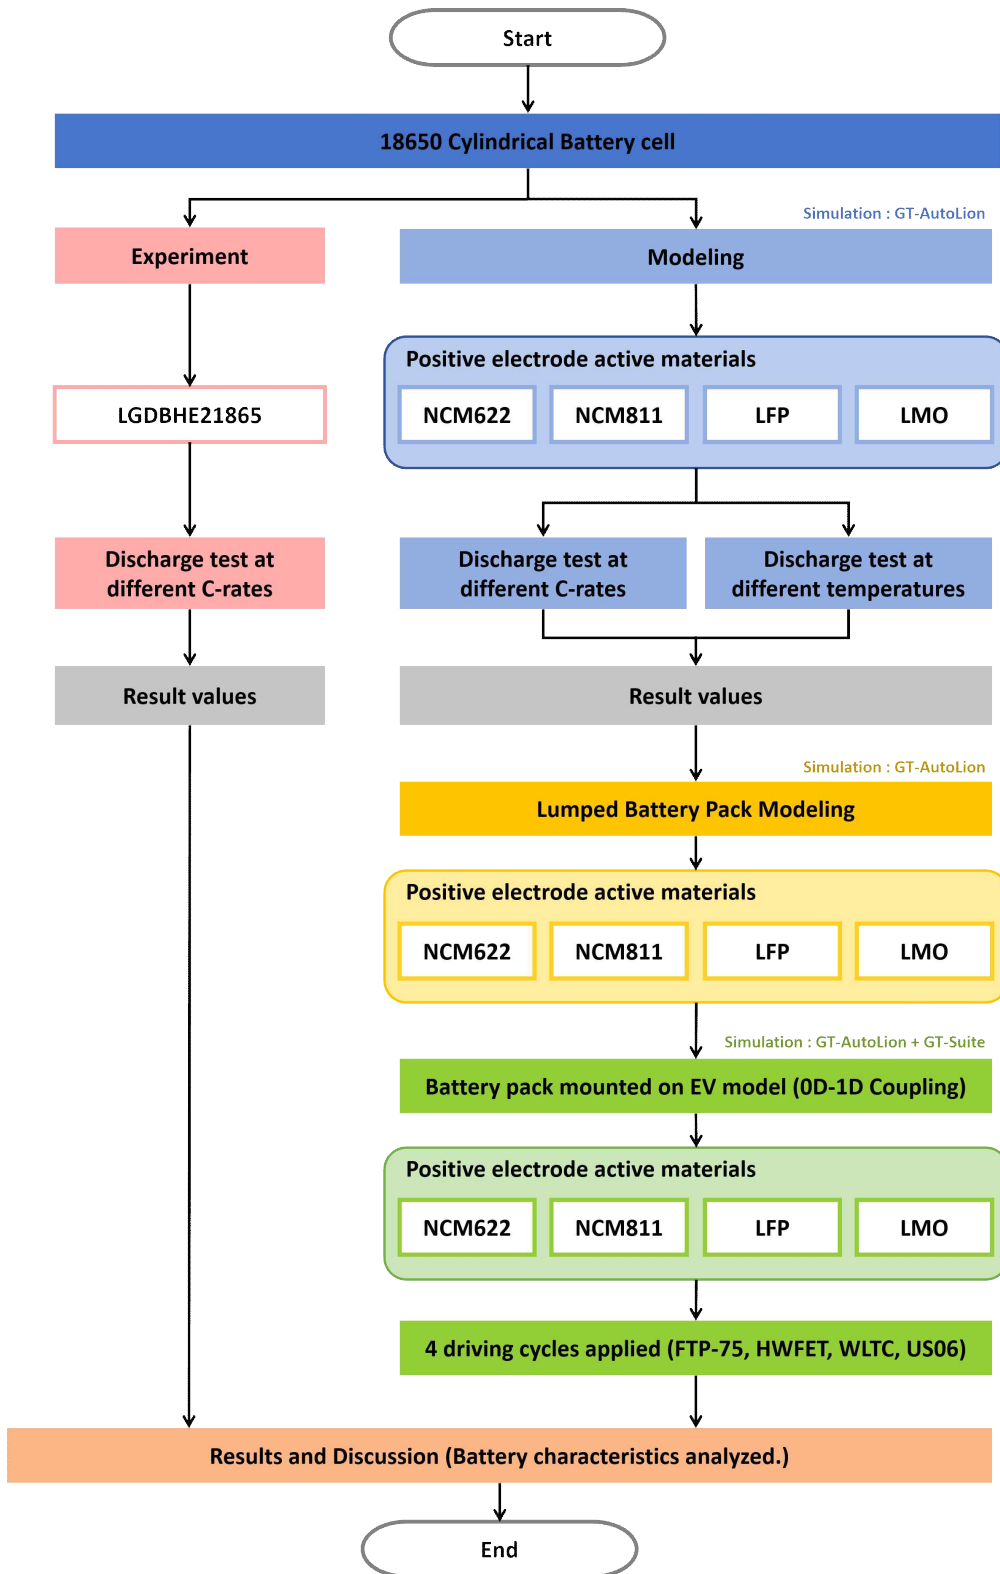 Start
18650 Cylindrical Battery cell
Simulation : GT-AutoLion
Experiment
Modeling
Positive electrode active materials
LGDBHE21865
NCM622
NCM811
LFP
LMO
Discharge test at
different C-rates
Discharge test at
different C-rates
Discharge test at
different temperatures
Result values
Result values
Simulation : GT-AutoLion
Lumped Battery Pack Modeling
Positive electrode active materials
NCM622
NCM811
LFP
LMO
Simulation : GT-AutoLion + GT-Suite
Battery pack mounted on EV model (0D-1D Coupling)
Positive electrode active materials
NCM622
NCM811
LFP
LMO
4 driving cycles applied (FTP-75, HWFET, WLTC, US06)
Results and Discussion (Battery characteristics analyzed.)
End